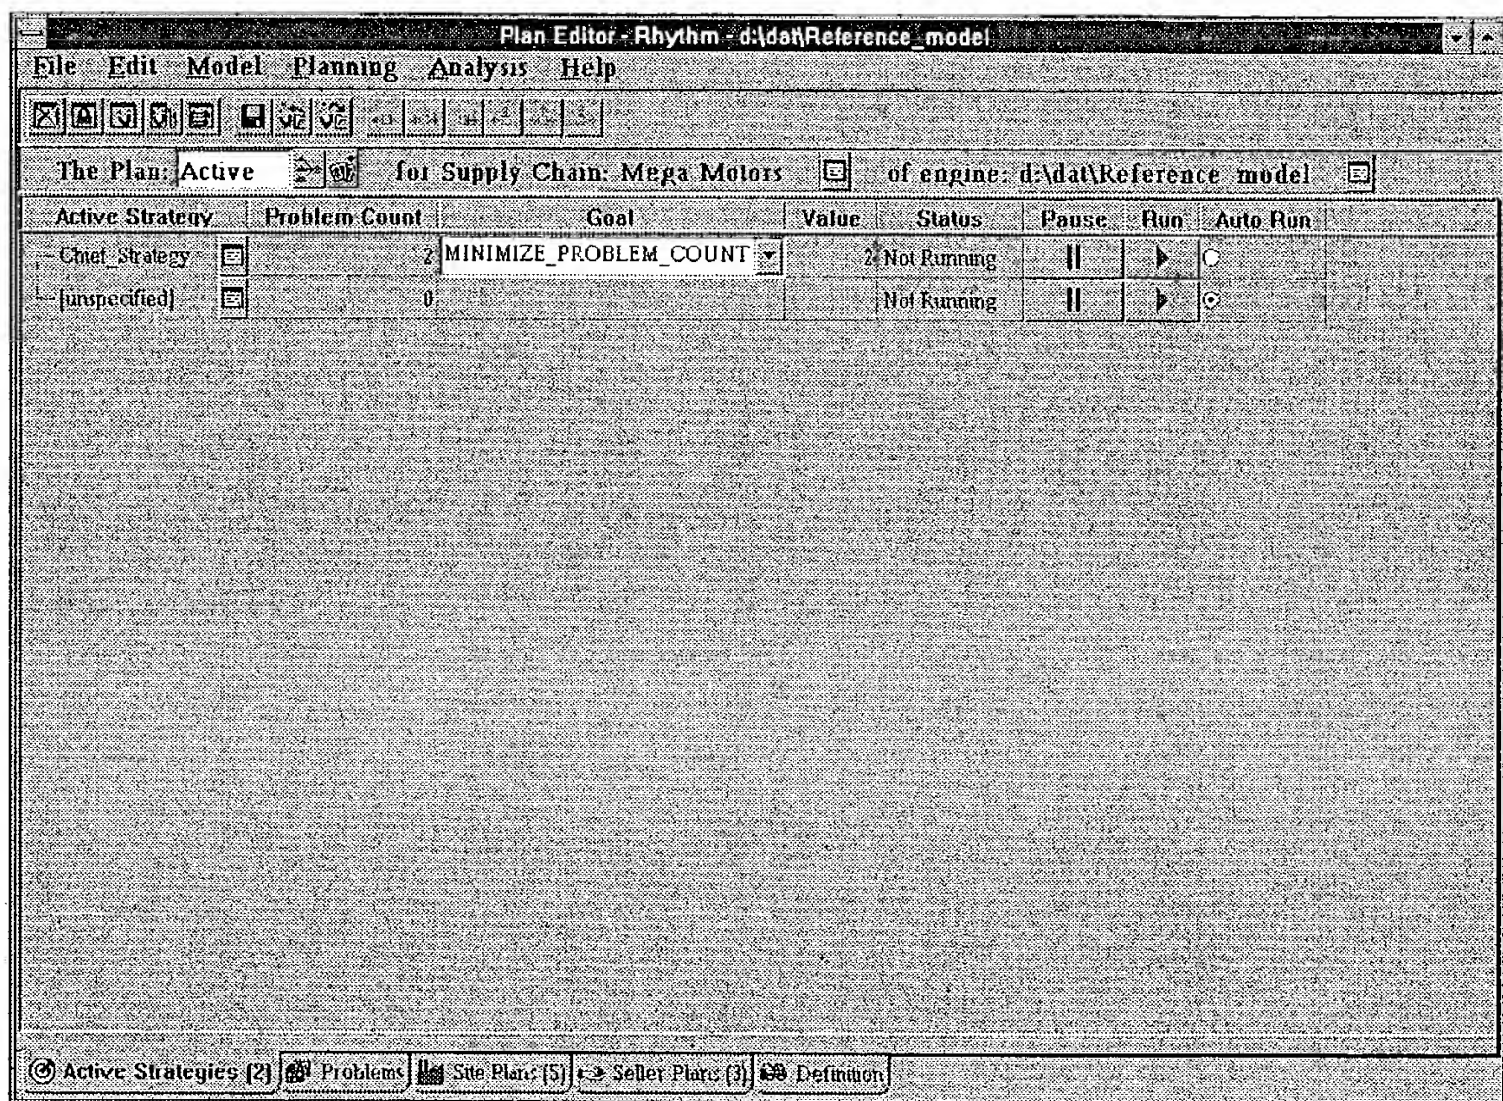 Plan Editor - Rhythm - d:\dat\Reference_model
File Edit Model Planning Analysis Help
The Plan: Active for Supply Chain: Mega Motors of engine: d:\dat\Reference_model
Active Strategy Problem Count Goal Value Status Pause Run Auto Run
Chief_Strategy 2 MINIMIZE_PROBLEM_COUNT 2 Not Running
[unspecified] 0 Not Running
Active Strategies (2) Problems Site Plans (5) Seller Plans (3) Definition